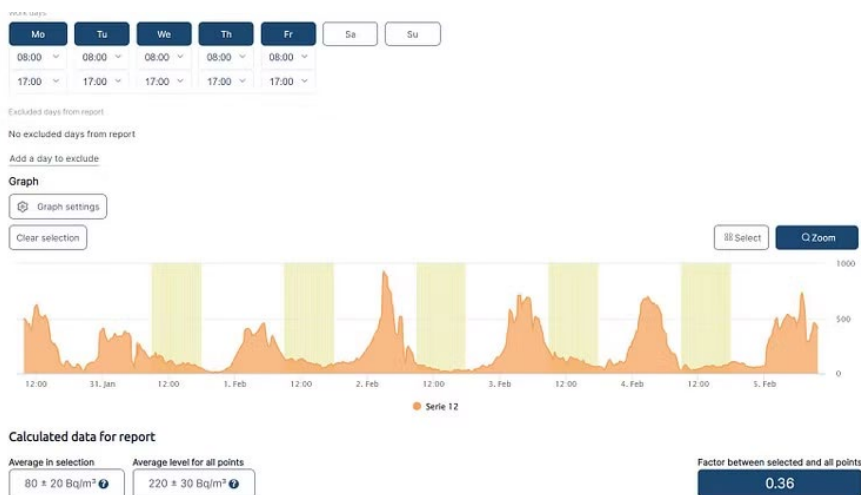 Work days
Mo Tu We Th Fr Sa Su
08:00 08:00 08:00 08:00 08:00
17:00 17:00 17:00 17:00 17:00
Excluded days from report
No excluded days from report
Add a day to exclude
Graph
Graph settings
Clear selection Select Zoom
1000
500
0
12:00 31. Jan 12:00 1. Feb 12:00 2. Feb 12:00 3. Feb 12:00 4. Feb 12:00 5. Feb
Serie 12
Calculated data for report
Average in selection Average level for all points Factor between selected and all points
80 ± 20 Bq/m³ ? 220 ± 30 Bq/m³ ? 0.36